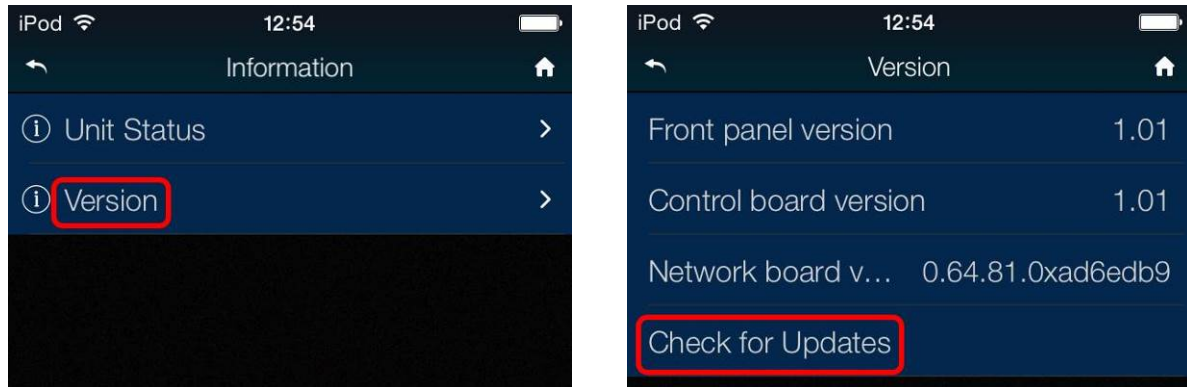 iPod 12:54
Information
Unit Status
Version
iPod 12:54
Version
Front panel version 1.01
Control board version 1.01
Network board v... 0.64.81.0xad6edb9
Check for Updates